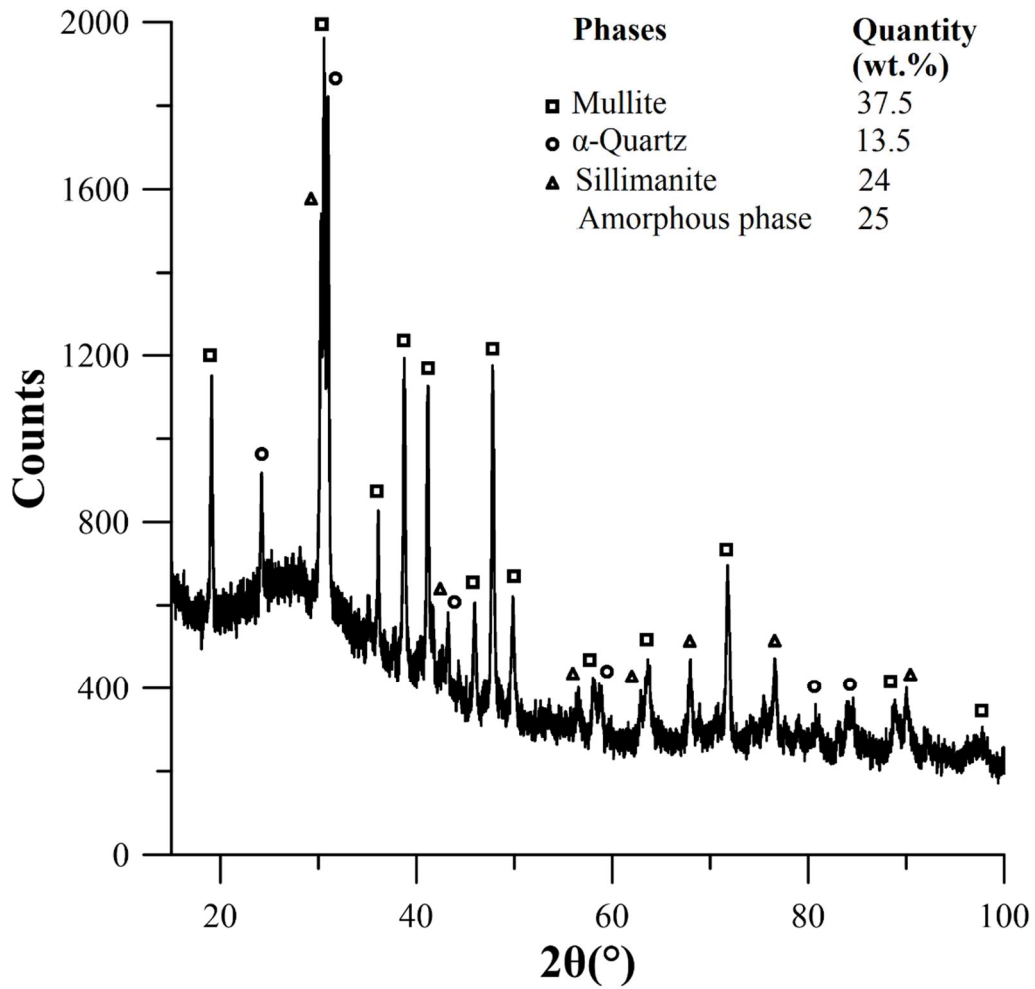 Phases Quantity
(wt.%)
Mullite 37.5
α-Quartz 13.5
Sillimanite 24
Amorphous phase 25
2000
1600
1200
800
400
0
Counts
20 40 60 80 100
2θ(°)